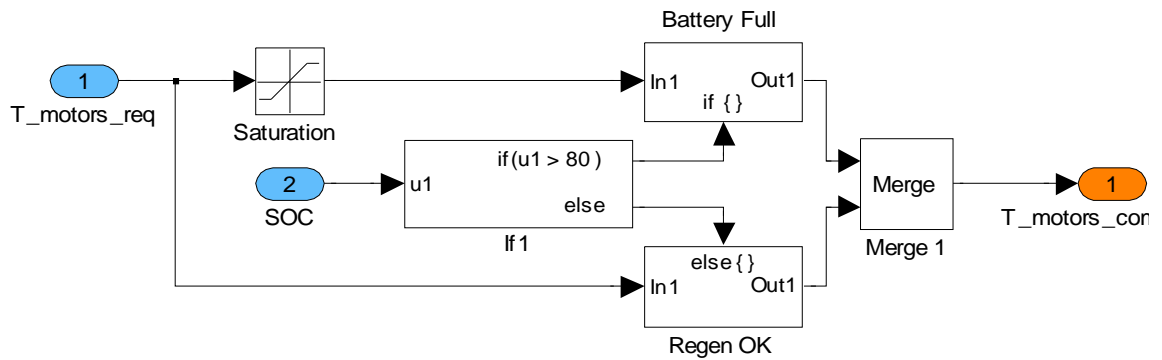 Battery Full
1
T_motors_req
Saturation
In1
Out1
if { }
2
SOC
u1
if(u1 > 80 )
else
If1
Merge
Merge 1
1
T_motors_con
else { }
In1
Out1
Regen OK